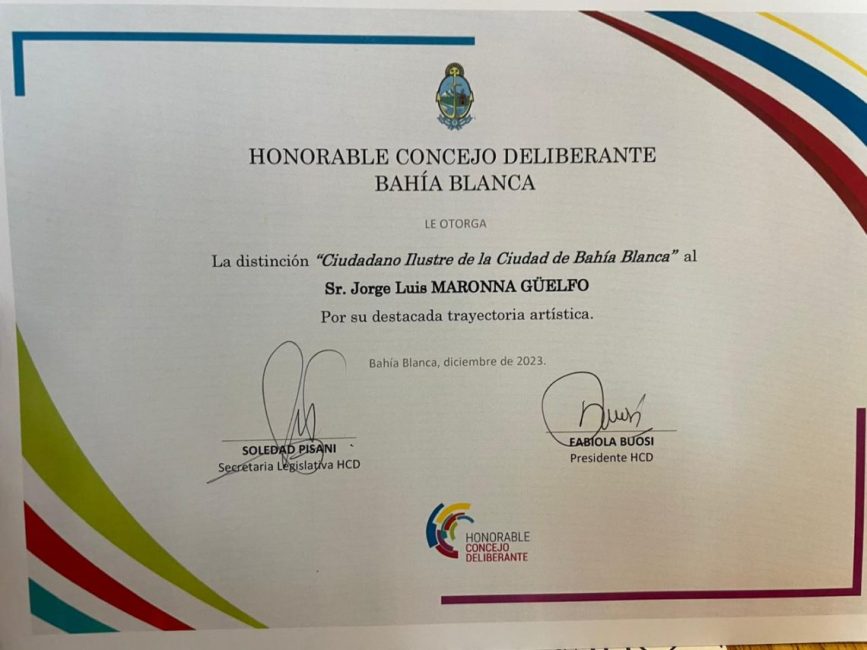 HONORABLE CONCEJO DELIBERANTE
BAHÍA BLANCA
LE OTORGA
La distinción "Ciudadano Ilustre de la Ciudad de Bahía Blanca" al
Sr. Jorge Luis MARONNA GÜELFO
Por su destacada trayectoria artística.
Bahía Blanca, diciembre de 2023.
SOLEDAD PISANI
Secretaria Legislativa HCD
FABIOLA BUOSI
Presidente HCD
HONORABLE
CONCEJO
DELIBERANTE